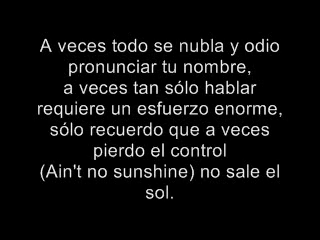 A veces todo se nubla y odio
pronunciar tu nombre,
a veces tan sólo hablar
requiere un esfuerzo enorme,
sólo recuerdo que a veces
pierdo el control
(Ain't no sunshine) no sale el
sol.